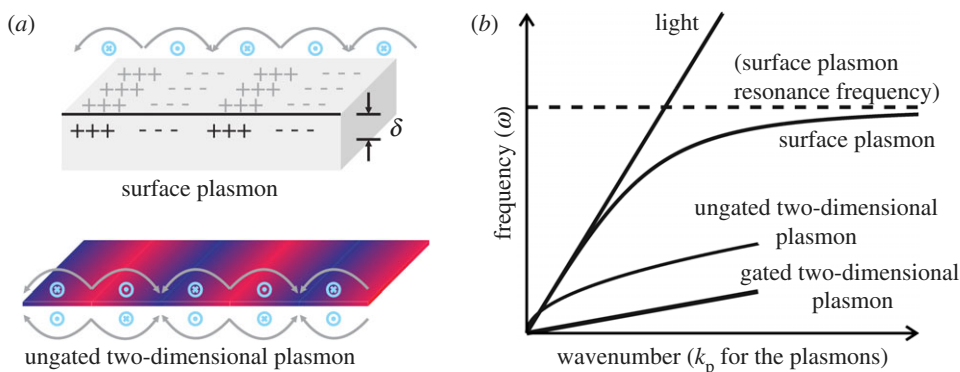 (a)
+++ - - - +++ - - -
+++ - - - +++ - - -
+++ - - - +++ - - -
+++ - - - +++ - - -
δ
surface plasmon
ungated two-dimensional plasmon
(b)
light
(surface plasmon
resonance frequency)
surface plasmon
ungated two-dimensional
plasmon
gated two-dimensional
plasmon
frequency (ω)
wavenumber (kp for the plasmons)